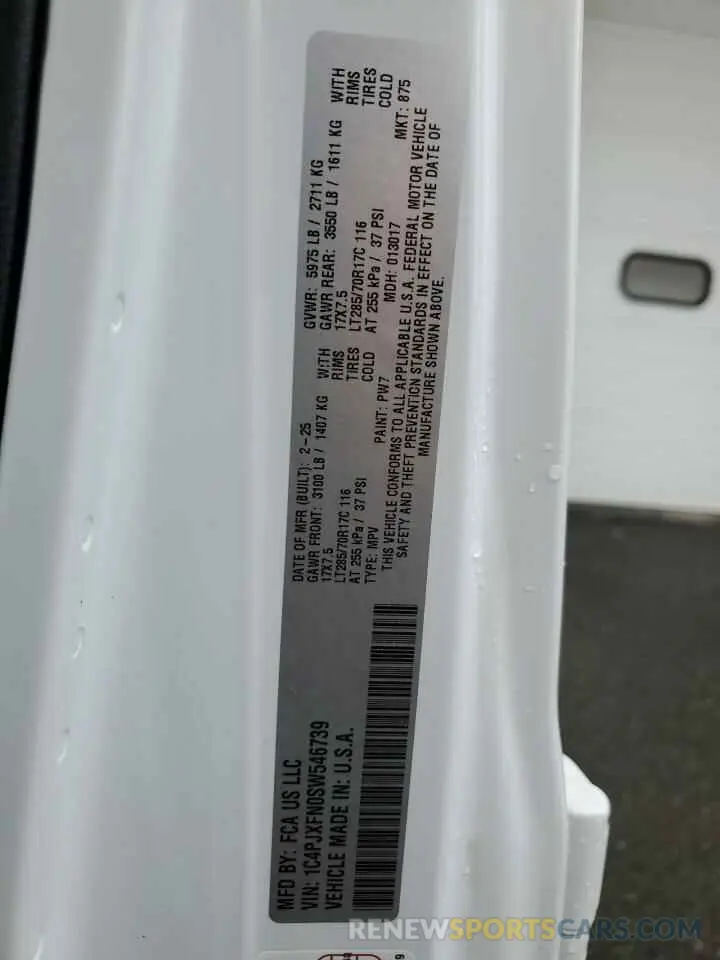 MFD BY: FCA US LLC
VIN: 1C4PJXFN0SW546739
VEHICLE MADE IN: U.S.A.
DATE OF MFR (BUILT): 2-25
GVWR: 5975 LB / 2711 KG
GAWR FRONT: 3100 LB / 1407 KG WITH
17X7.5 RIMS
LT285/70R17C 116 TIRES
AT 255 kPa / 37 PSI COLD
GAWR REAR: 3550 LB / 1611 KG WITH
17X7.5 RIMS
LT285/70R17C 116 TIRES
AT 255 kPa / 37 PSI COLD
TYPE: MPV PAINT: PW7 MDH: 013017 MKT: 875
THIS VEHICLE CONFORMS TO ALL APPLICABLE U.S.A. FEDERAL MOTOR VEHICLE
SAFETY AND THEFT PREVENTION STANDARDS IN EFFECT ON THE DATE OF
MANUFACTURE SHOWN ABOVE.
RENEWSPORTSCARS.COM